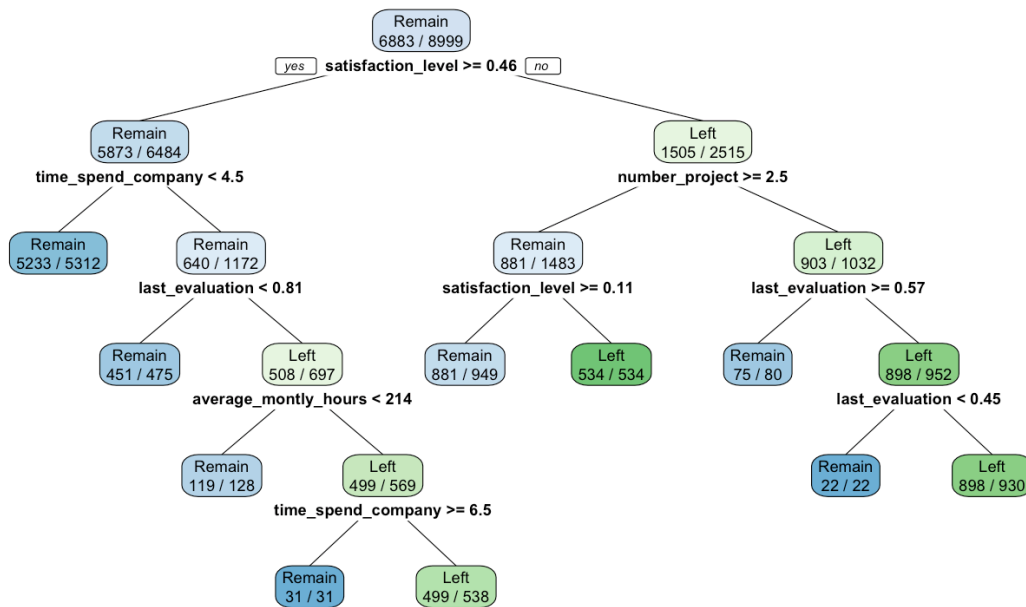 Remain
6883 / 8999
yes satisfaction_level >= 0.46 no
Remain Left
5873 / 6484 1505 / 2515
time_spend_company < 4.5 number_project >= 2.5
Remain Remain Remain Left
5233 / 5312 640 / 1172 881 / 1483 903 / 1032
last_evaluation < 0.81 satisfaction_level >= 0.11 last_evaluation >= 0.57
Remain Left Remain Left Remain Left
451 / 475 508 / 697 881 / 949 534 / 534 75 / 80 898 / 952
average_montly_hours < 214 last_evaluation < 0.45
Remain Left Remain Left
119 / 128 499 / 569 22 / 22 898 / 930
time_spend_company >= 6.5
Remain Left
31 / 31 499 / 538